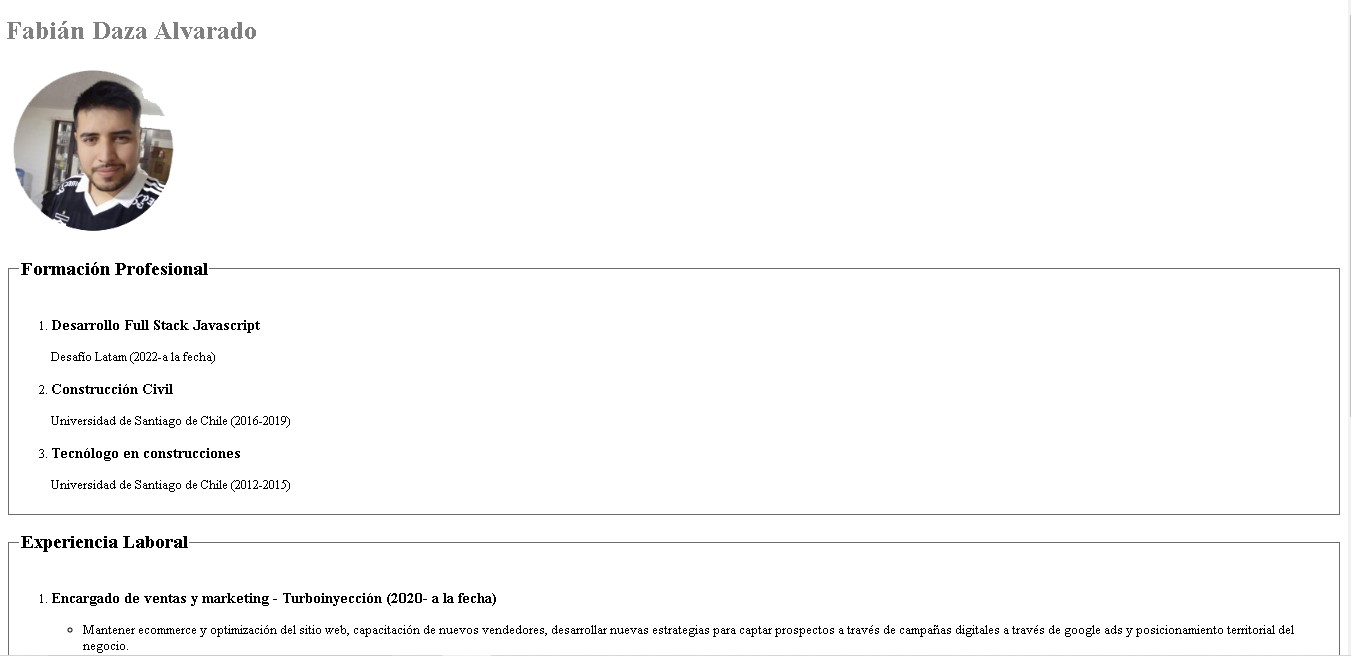 Fabián Daza Alvarado
Formación Profesional
1. Desarrollo Full Stack Javascript
Desafío Latam (2022-a la fecha)
2. Construcción Civil
Universidad de Santiago de Chile (2016-2019)
3. Tecnólogo en construcciones
Universidad de Santiago de Chile (2012-2015)
Experiencia Laboral
1. Encargado de ventas y marketing - Turboinyección (2020- a la fecha)
Mantener ecommerce y optimización del sitio web, capacitación de nuevos vendedores, desarrollar nuevas estrategias para captar prospectos a través de campañas digitales a través de google ads y posicionamiento territorial del
negocio.